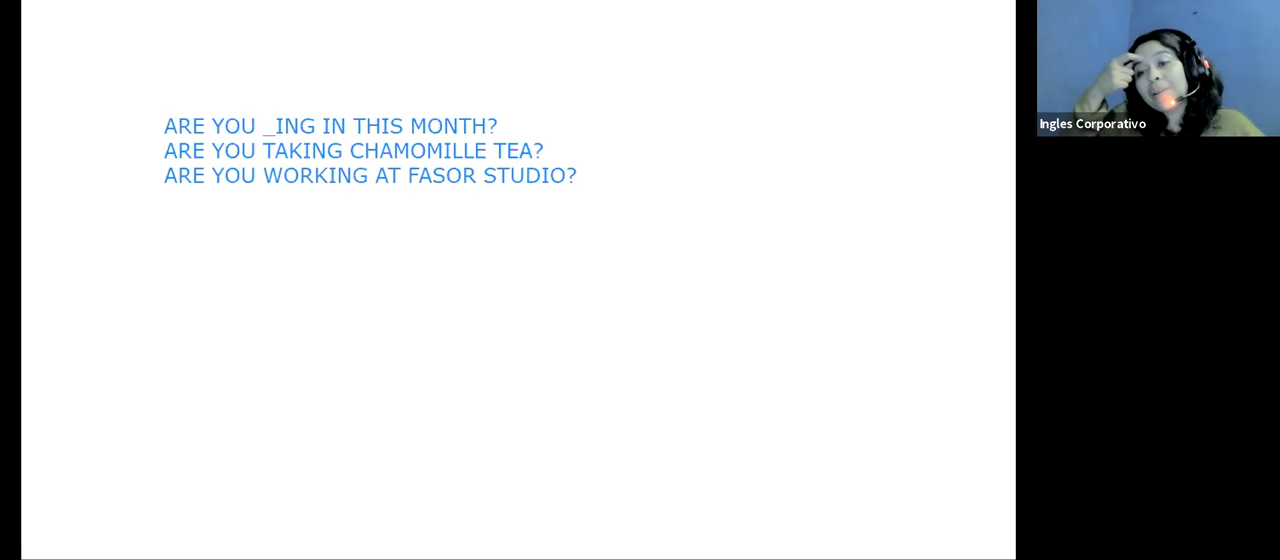 ARE YOU _ING IN THIS MONTH?
ARE YOU TAKING CHAMOMILLE TEA?
ARE YOU WORKING AT FASOR STUDIO?
Ingles Corporativo